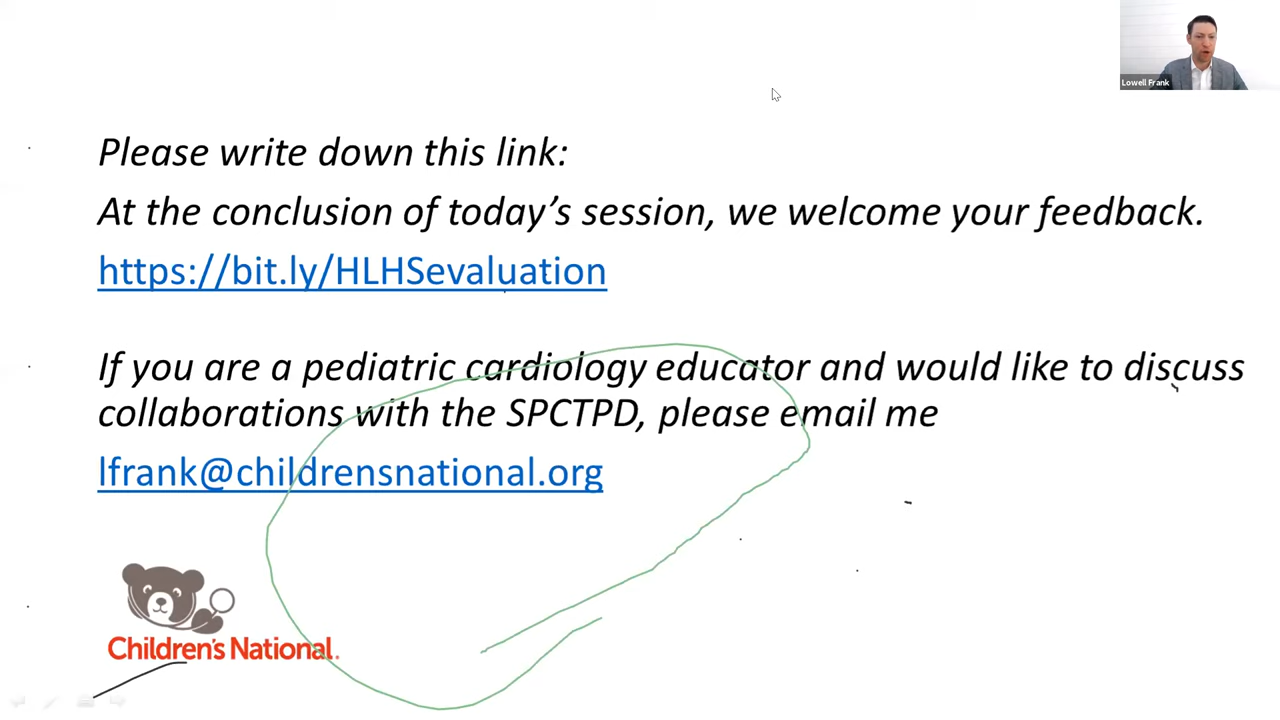 Lowell Frank
Please write down this link:
At the conclusion of today's session, we welcome your feedback.
https://bit.ly/HLHSevaluation
If you are a pediatric cardiology educator and would like to discuss
collaborations with the SPCTPD, please email me
lfrank@childrensnational.org
Children's National.